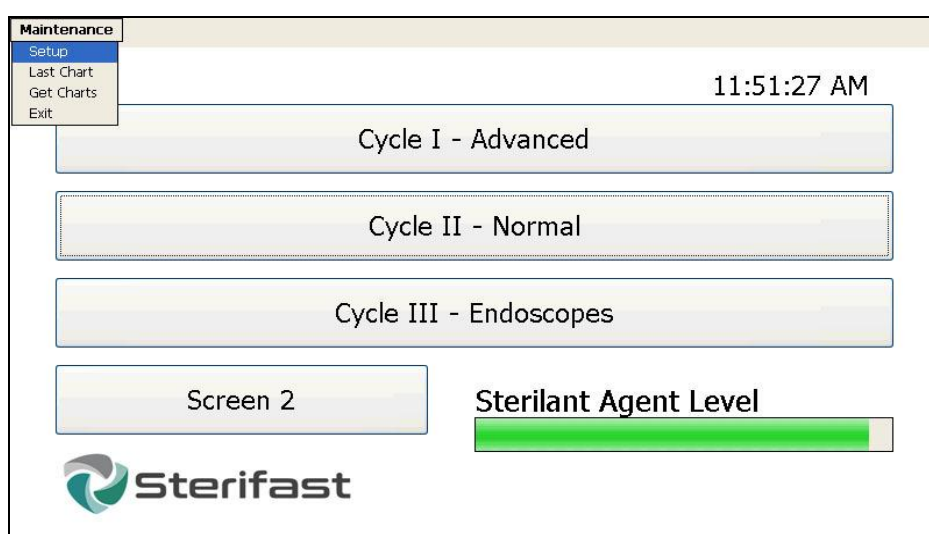 Maintenance
Setup
Last Chart
Get Charts
Exit
11:51:27 AM
Cycle I - Advanced
Cycle II - Normal
Cycle III - Endoscopes
Screen 2
Sterilant Agent Level
Sterifast